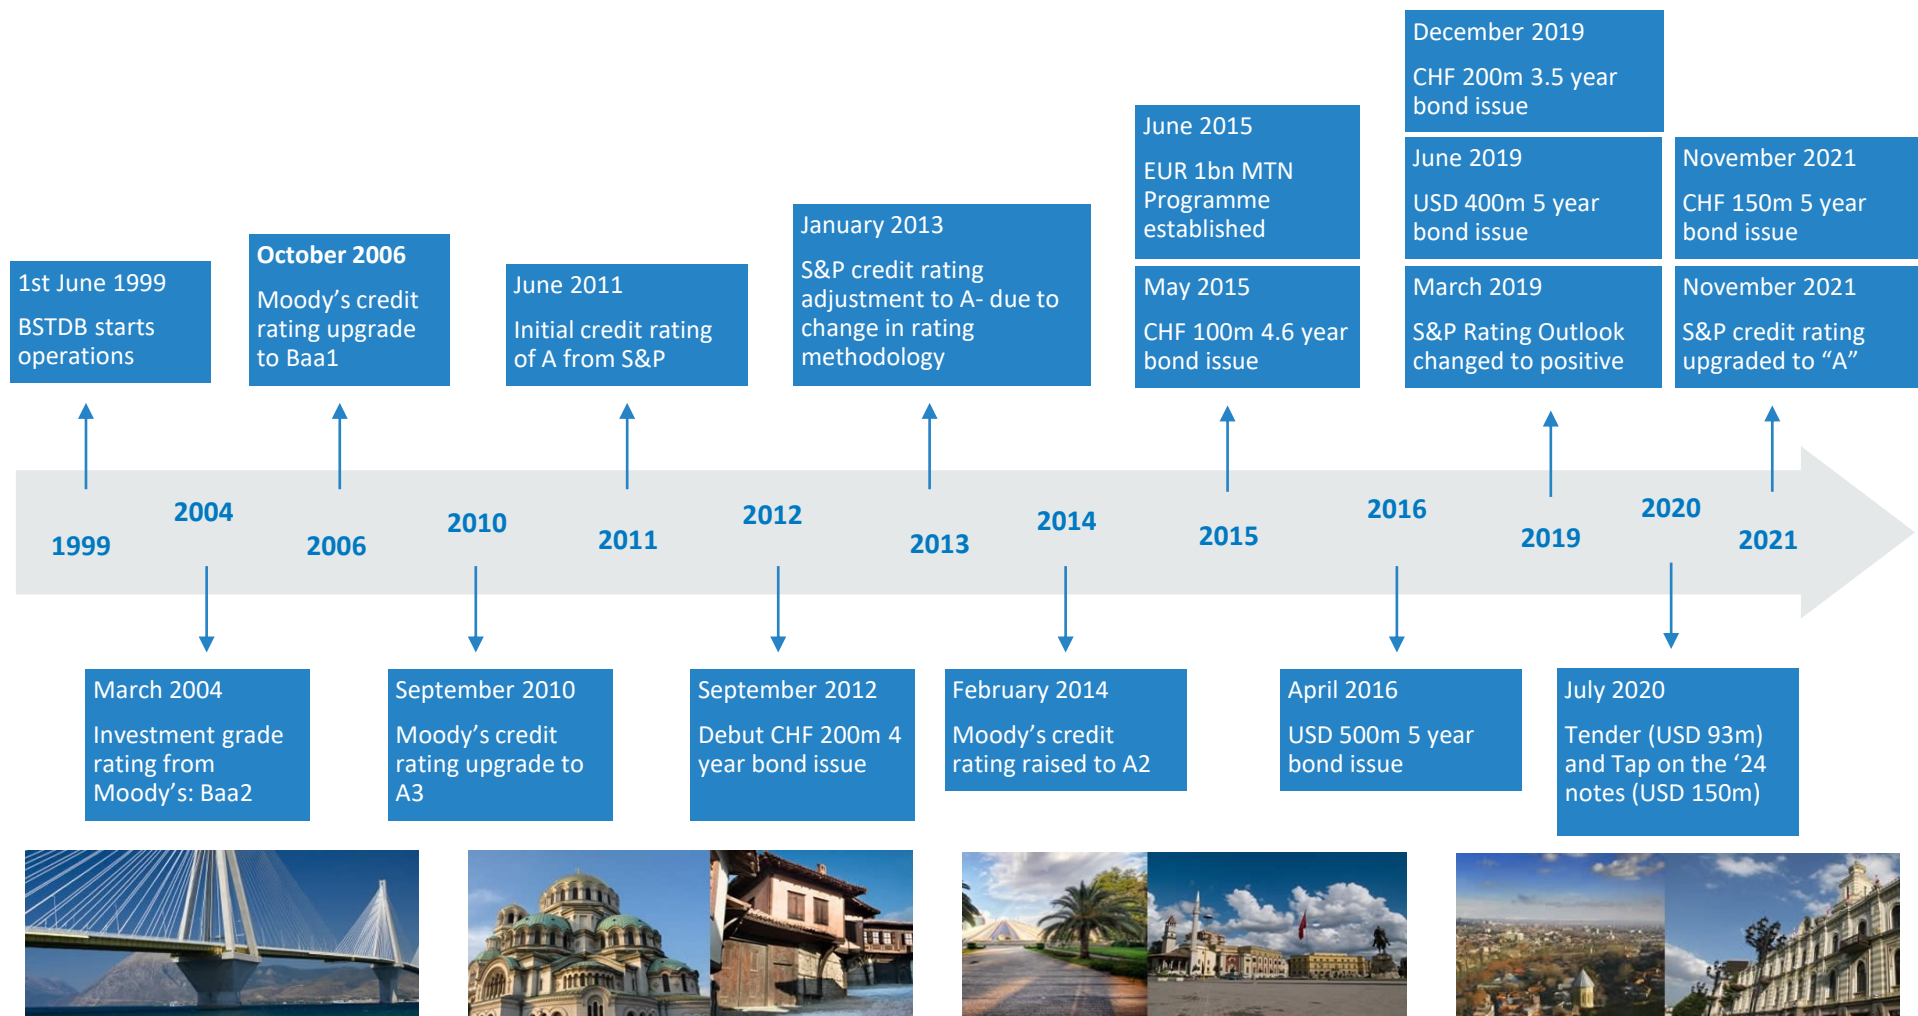 December 2019
CHF 200m 3.5 year
bond issue
June 2015
EUR 1bn MTN
Programme
established
June 2019
USD 400m 5 year
bond issue
November 2021
CHF 150m 5 year
bond issue
1st June 1999
BSTDB starts
operations
October 2006
Moody’s credit
rating upgrade
to Baa1
June 2011
Initial credit rating
of A from S&P
January 2013
S&P credit rating
adjustment to A- due to
change in rating
methodology
May 2015
CHF 100m 4.6 year
bond issue
March 2019
S&P Rating Outlook
changed to positive
November 2021
S&P credit rating
upgraded to “A”
1999
2004
2006
2010
2011
2012
2013
2014
2015
2016
2019
2020
2021
March 2004
Investment grade
rating from
Moody’s: Baa2
September 2010
Moody’s credit
rating upgrade to
A3
September 2012
Debut CHF 200m 4
year bond issue
February 2014
Moody’s credit
rating raised to A2
April 2016
USD 500m 5 year
bond issue
July 2020
Tender (USD 93m)
and Tap on the ‘24
notes (USD 150m)